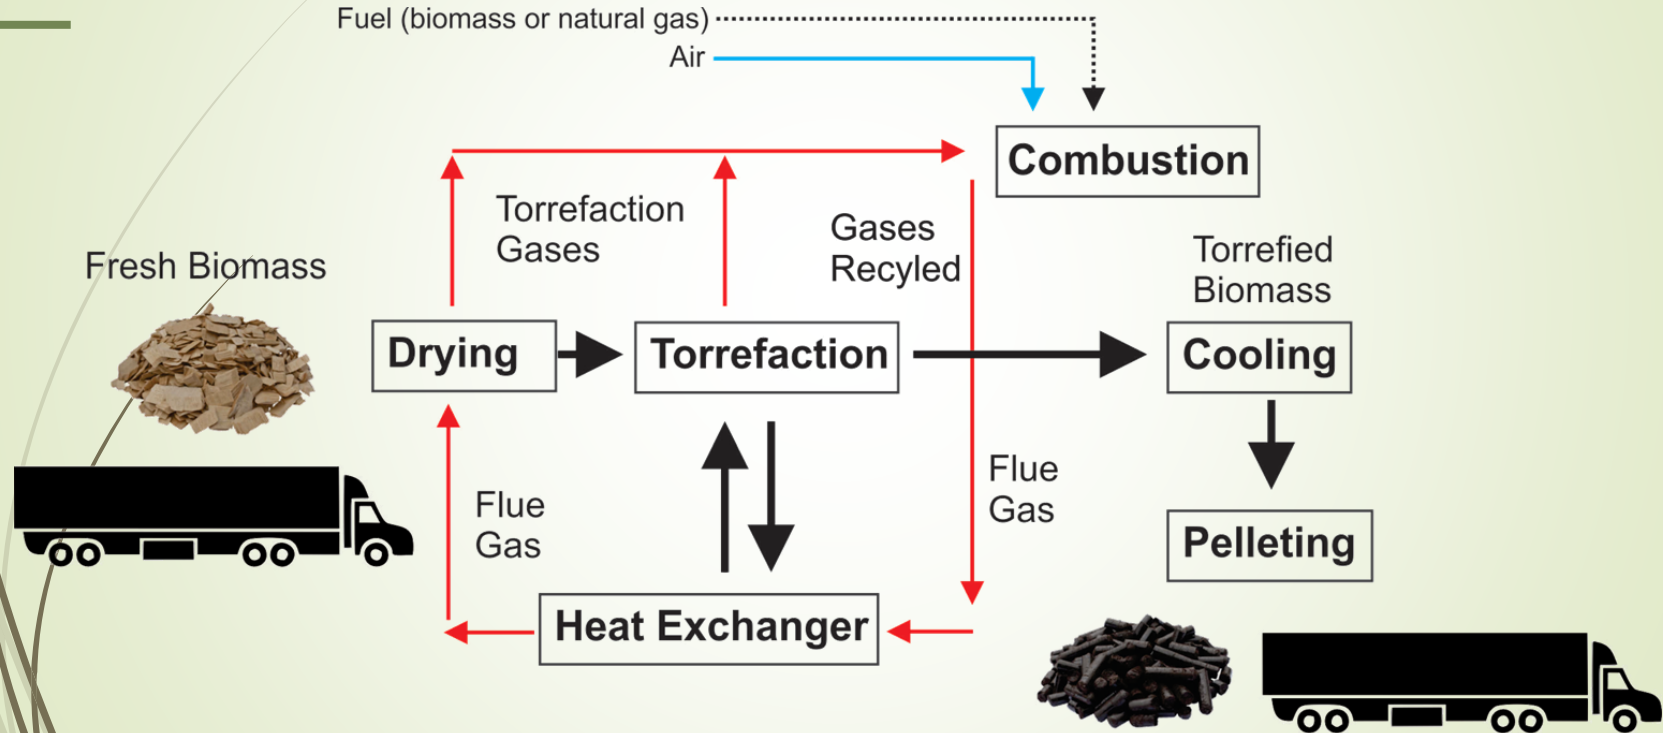 Fuel (biomass or natural gas)
Air
Combustion
Torrefaction
Gases
Gases
Recyled
Fresh Biomass
Torrefied
Biomass
Drying
Torrefaction
Cooling
Flue
Gas
Flue
Gas
Pelleting
Heat Exchanger